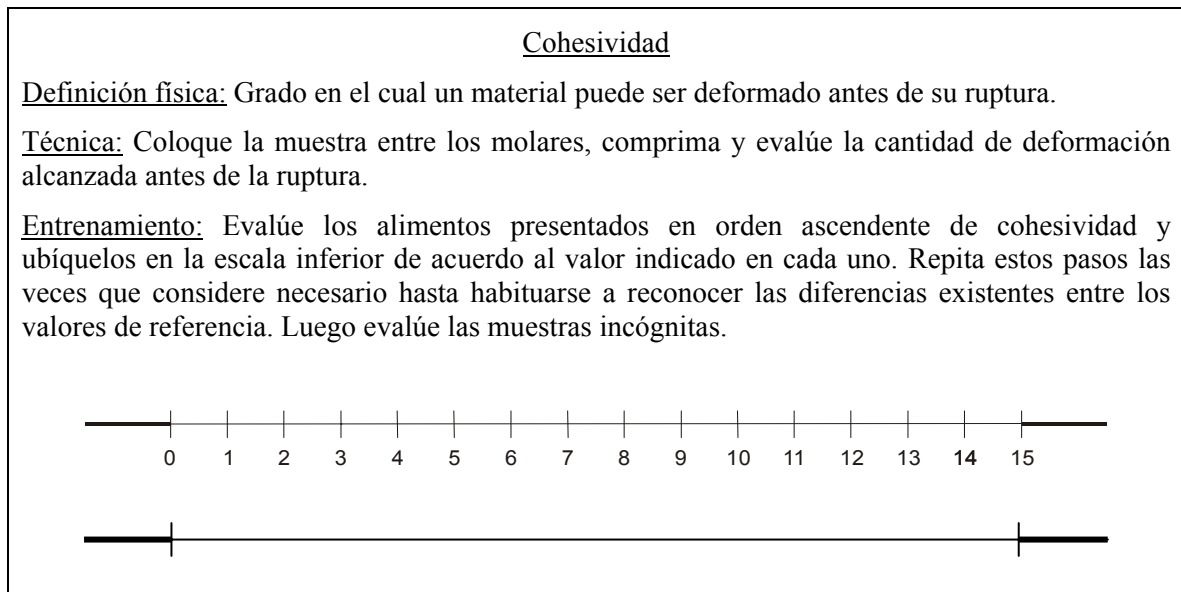 Cohesividad
Definición física: Grado en el cual un material puede ser deformado antes de su ruptura.
Técnica: Coloque la muestra entre los molares, comprima y evalúe la cantidad de deformación
alcanzada antes de la ruptura.
Entrenamiento: Evalúe los alimentos presentados en orden ascendente de cohesividad y
ubíquelos en la escala inferior de acuerdo al valor indicado en cada uno. Repita estos pasos las
veces que considere necesario hasta habituarse a reconocer las diferencias existentes entre los
valores de referencia. Luego evalúe las muestras incógnitas.
0 1 2 3 4 5 6 7 8 9 10 11 12 13 14 15